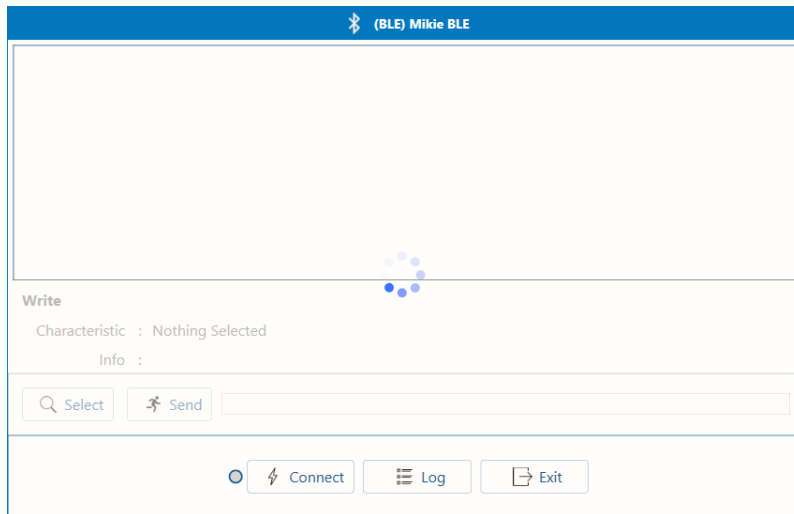 (BLE) Mikie BLE
Write
Characteristic : Nothing Selected
Info :
Select Send
Connect Log Exit